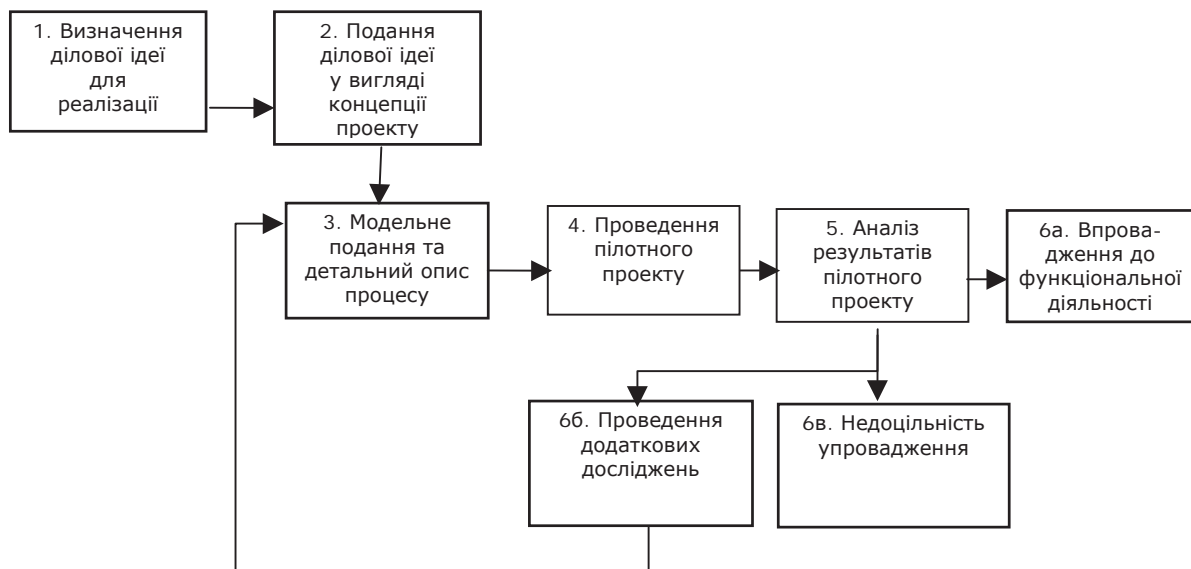 1. Визначення
ділової ідеї
для
реалізації
2. Подання
ділової ідеї
у вигляді
концепції
проекту
3. Модельне
подання та
детальний опис
процесу
4. Проведення
пілотного
проекту
5. Аналіз
результатів
пілотного
проекту
6а. Впрова-
дження до
функціональної
діяльності
6б. Проведення
додаткових
досліджень
6в. Недоцільність
упровадження